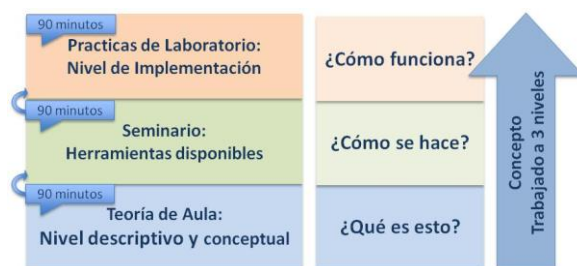 90 minutos
Practicas de Laboratorio:
Nivel de Implementación
¿Cómo funciona?
90 minutos
Seminario:
Herramientas disponibles
¿Cómo se hace?
90 minutos
Teoría de Aula:
Nivel descriptivo y conceptual
¿Qué es esto?
Concepto
Trabajado a 3 niveles